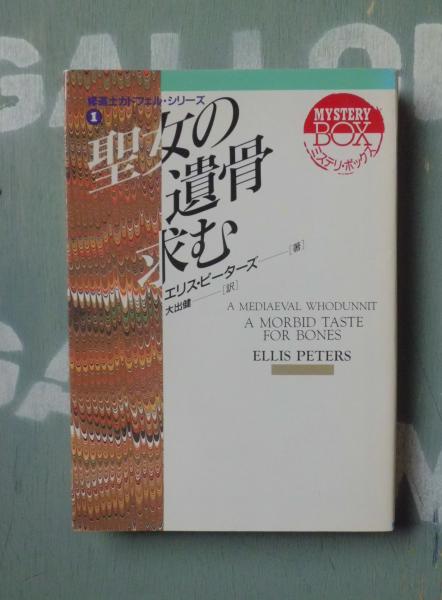 GALLON
修道士カドフェル・シリーズ
1
聖女の
遺骨
求む
エリス・ピーターズ——[著]
大出健——[訳]
MYSTERY
BOX
ミステリ・ボックス
A MEDIAEVAL WHODUNNIT
A MORBID TASTE
FOR BONES
ELLIS PETERS